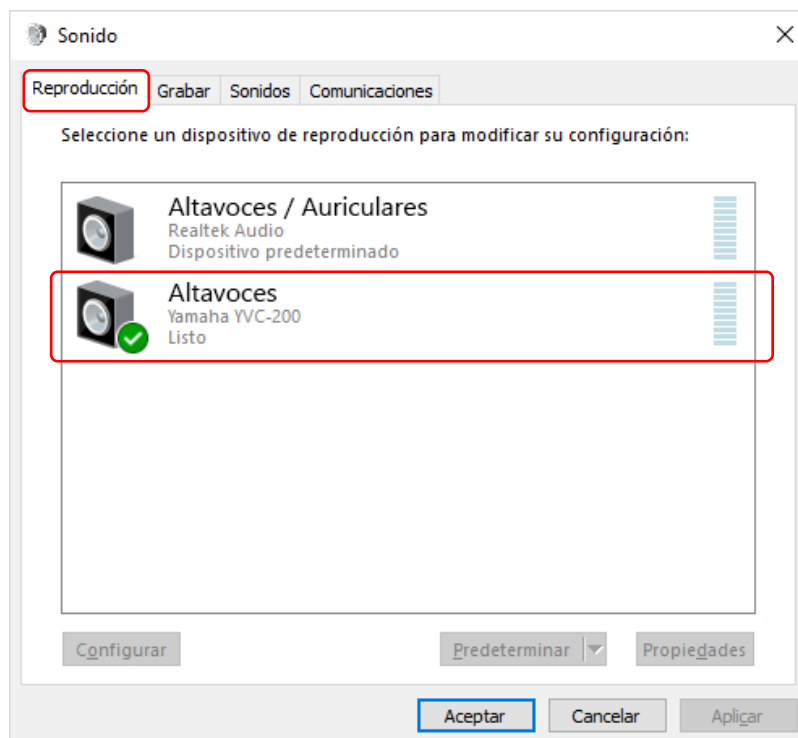 Sonido
Reproducción Grabar Sonidos Comunicaciones
Seleccione un dispositivo de reproducción para modificar su configuración:
Altavoces / Auriculares
Realtek Audio
Dispositivo predeterminado
Altavoces
Yamaha YVC-200
Listo
Configurar Predeterminar Propiedades
Aceptar Cancelar Aplicar